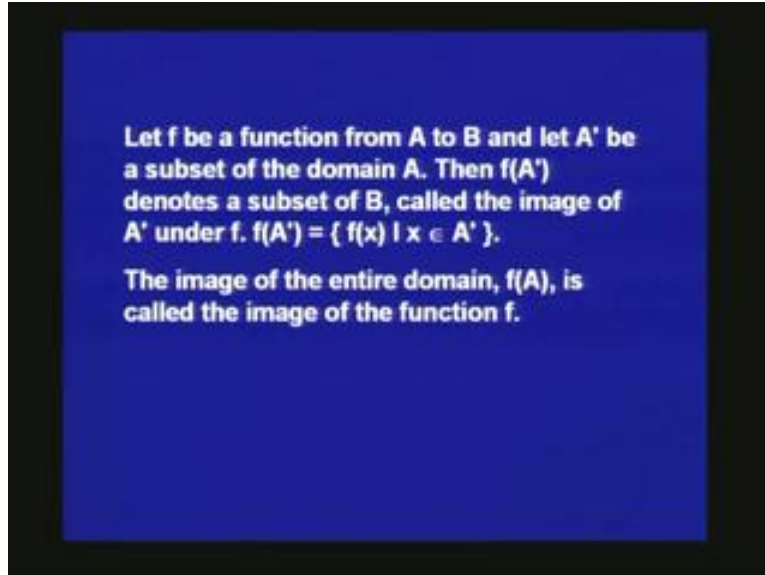 Let f be a function from A to B and let A' be
a subset of the domain A. Then f(A')
denotes a subset of B, called the image of
A' under f. f(A') = { f(x) | x ∈ A' }.
The image of the entire domain, f(A), is
called the image of the function f.